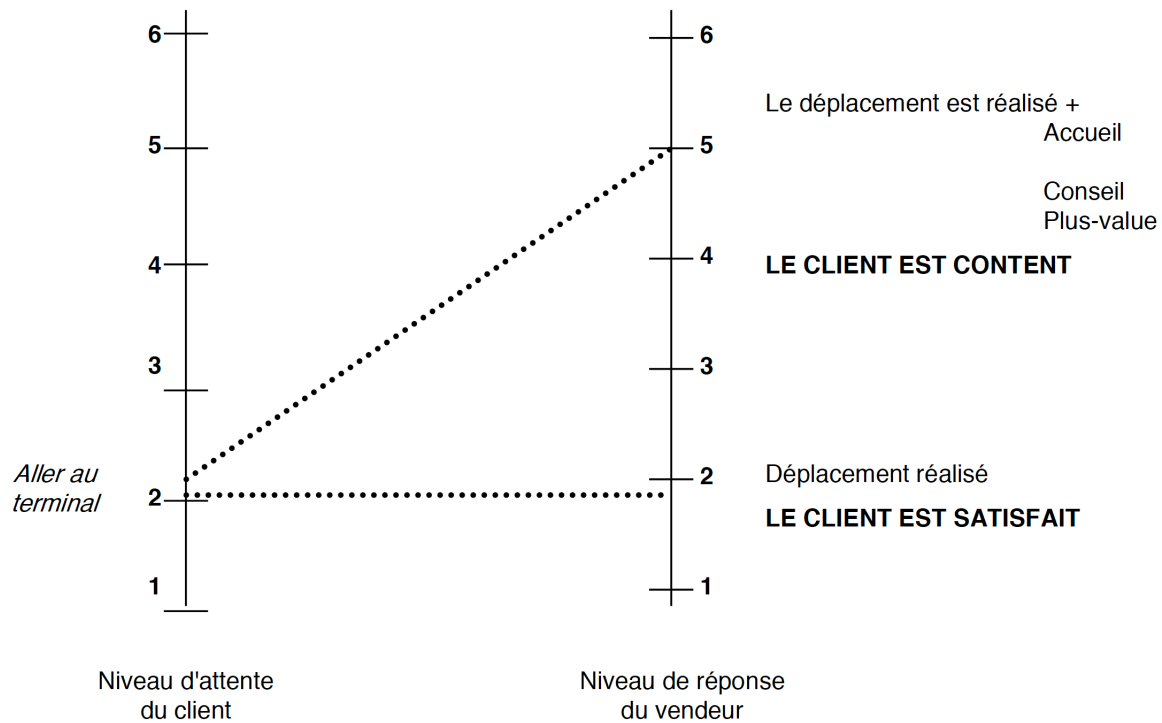 6
6
Le déplacement est réalisé +
Accueil
5
5
Conseil
Plus-value
4
4
LE CLIENT EST CONTENT
3
3
Aller au
terminal
2
2
Déplacement réalisé
LE CLIENT EST SATISFAIT
1
1
Niveau d'attente
du client
Niveau de réponse
du vendeur